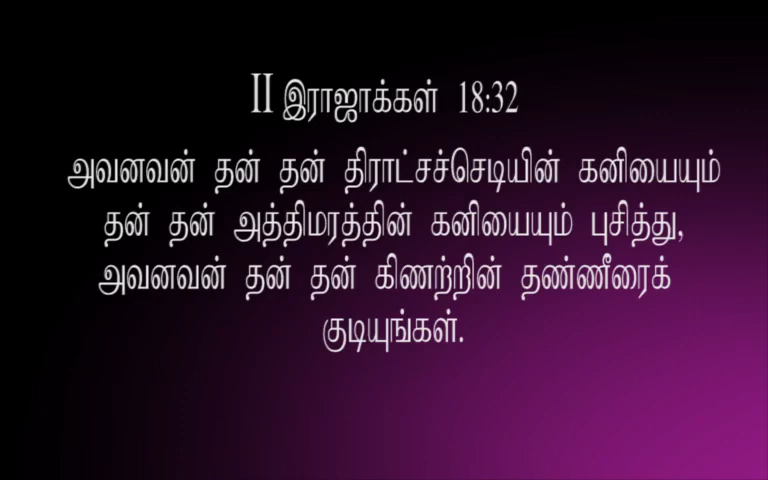 II இராஜாக்கள் 18:32
அவனவன் தன் தன் திராட்சச்செடியின் கனியையும்
தன் தன் அத்திமரத்தின் கனியையும் புசித்து,
அவனவன் தன் தன் கிணற்றின் தண்ணீரைக்
குடியுங்கள்.